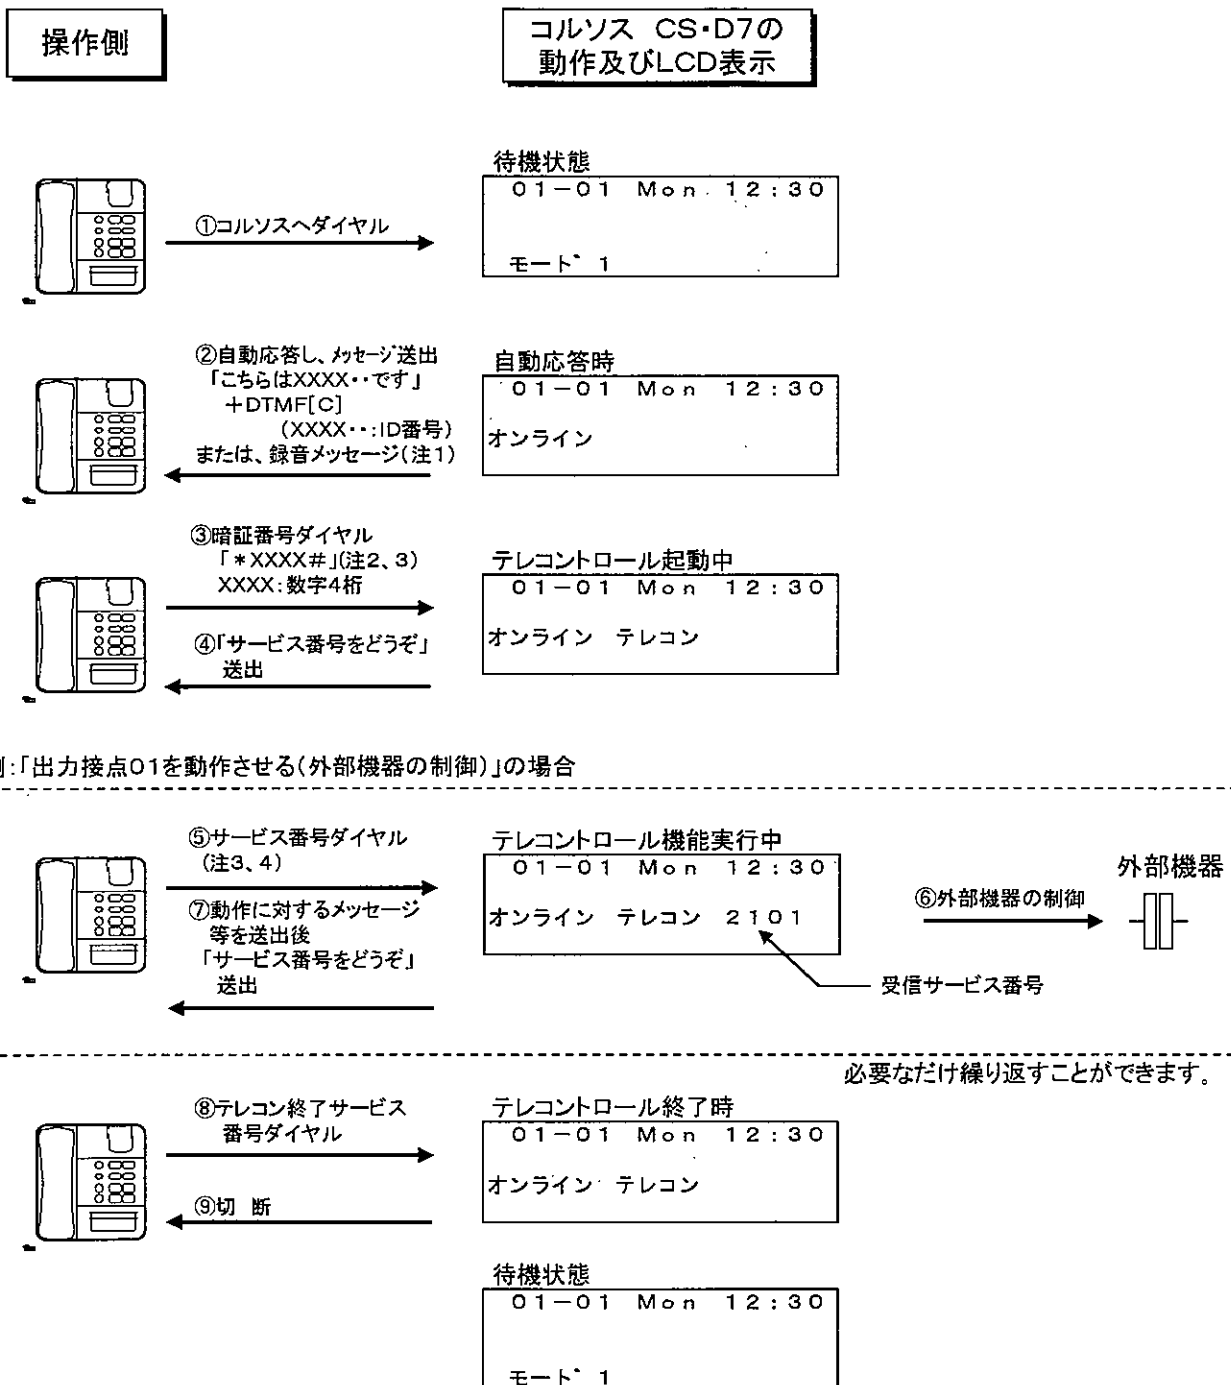 操作側
コルソス CS・D7の
動作及びLCD表示
待機状態
01-01 Mon 12:30
モード 1
①コルソスへダイヤル
②自動応答し、メッセージ送出
「こちらはXXXX・・です」
+DTMF[C]
(XXXX・・:ID番号)
または、録音メッセージ(注1)
自動応答時
01-01 Mon 12:30
オンライン
③暗証番号ダイヤル
「*XXXX#」(注2、3)
XXXX:数字4桁
④「サービス番号をどうぞ」
送出
テレコントロール起動中
01-01 Mon 12:30
オンライン テレコン
:「出力接点01を動作させる(外部機器の制御)」の場合
⑤サービス番号ダイヤル
(注3、4)
⑦動作に対するメッセージ
等を送出後
「サービス番号をどうぞ」
送出
テレコントロール機能実行中
01-01 Mon 12:30
オンライン テレコン 2101
⑥外部機器の制御
外部機器
受信サービス番号
必要なだけ繰り返すことができます。
⑧テレコン終了サービス
番号ダイヤル
⑨切 断
テレコントロール終了時
01-01 Mon 12:30
オンライン テレコン
待機状態
01-01 Mon 12:30
モード 1